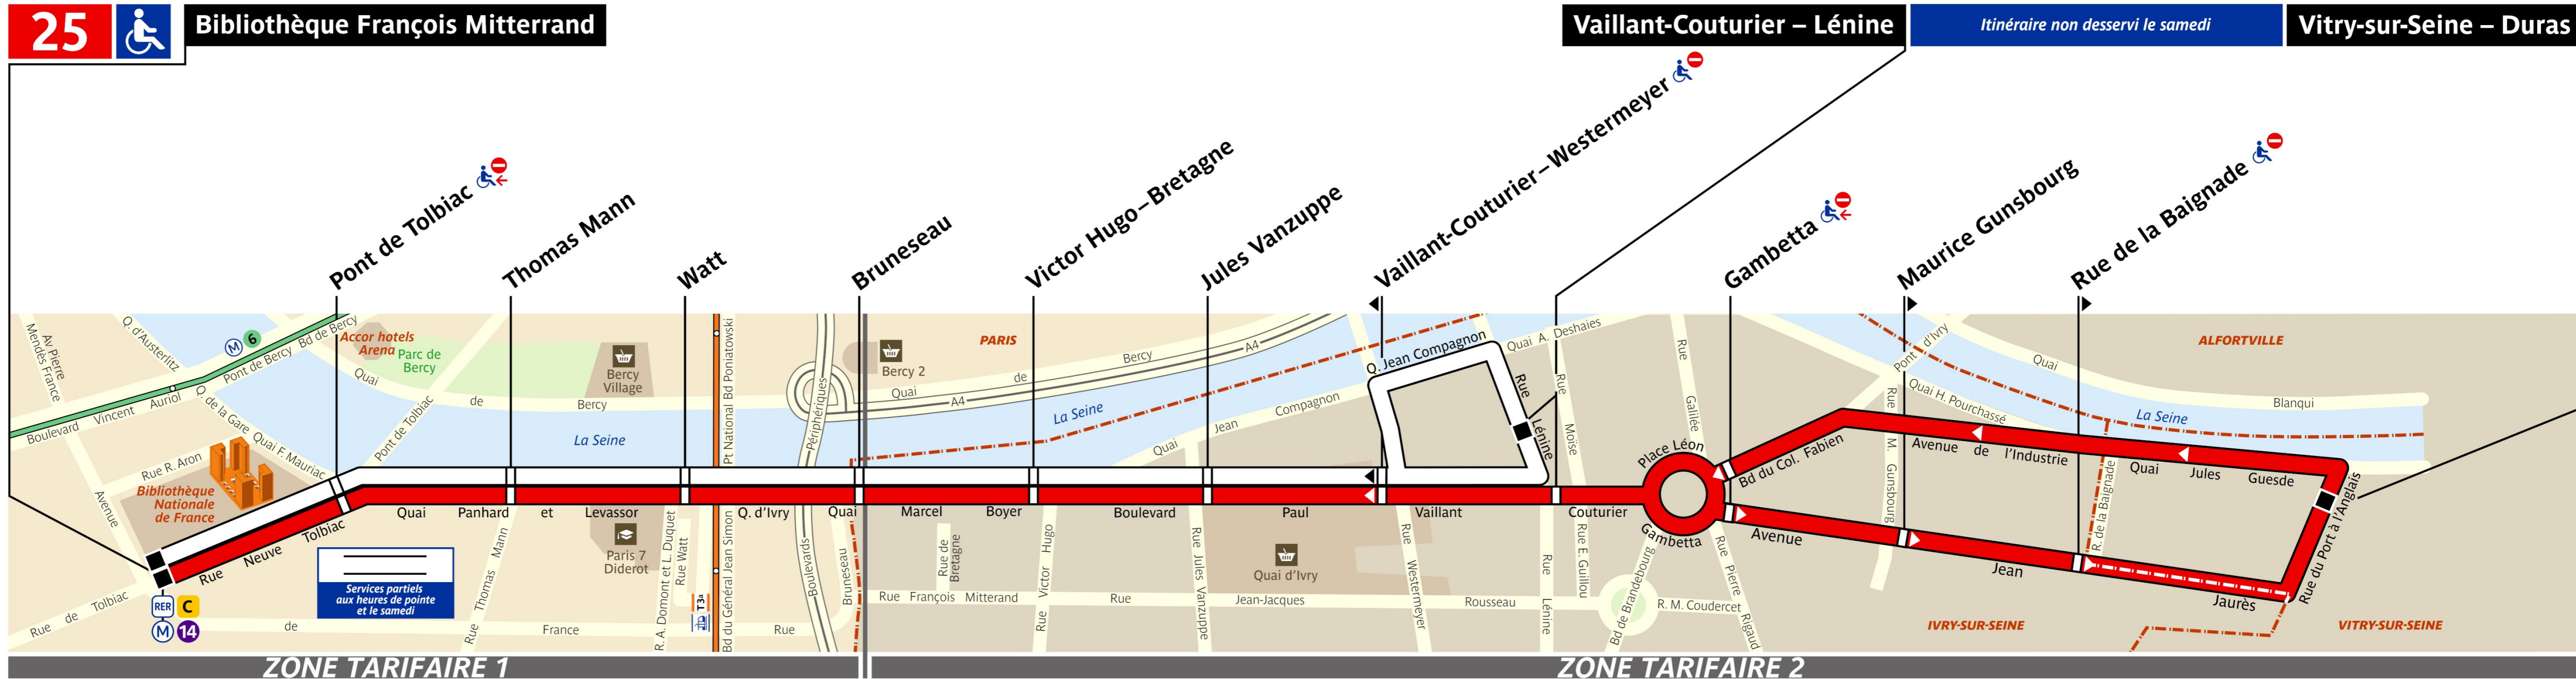 25
Bibliothèque François Mitterrand
Vaillant-Couturier – Lénine
Itinéraire non desservi le samedi
Vitry-sur-Seine – Duras
Pont de Tolbiac
Thomas Mann
Watt
Bruneseau
Victor Hugo – Bretagne
Jules Vanzuppe
Vaillant-Couturier – Westermeyer
Gambetta
Maurice Gunsbourg
Rue de la Baignade
Av Pierre
Mendès-France
Q. d'Austerlitz
M 6
Pont de Bercy
Bd de Bercy
Accor hotels
Arena
Parc de
Bercy
Quai
de
Bercy
Bercy
Village
Boulevard Vincent Auriol
Q. de la Gare
Quai F. Mauriac
Pont de Tolbiac
La Seine
Pt National
Bd Poniatowski
Périphériques
Boulevards
Bercy 2
PARIS
Quai
de
Bercy
A4
A4
La Seine
Quai Jean Compagnon
Q. Jean Compagnon
Quai A. Deshaies
Rue
Lénine
Rue
Moïse
Rue
Galilée
Place Léon
Gambetta
Bd du Col. Fabien
Pont d'Ivry
Quai H. Pourchassé
Rue
M. Gunsbourg
Avenue de l'Industrie
R. de la Baignade
Quai
Blanqui
ALFORTVILLE
La Seine
Quai Jules Guesde
Rue du Port à l'Anglais
Rue R. Aron
Avenue
Bibliothèque
Nationale
de France
Rue Neuve Tolbiac
Quai Panhard et Levassor
Q. d'Ivry
Quai Marcel Boyer
Boulevard Paul Vaillant Couturier
Avenue Jean Jaurès
RER C
M 14
Rue de Tolbiac
Services partiels
aux heures de pointe
et le samedi
Rue Thomas Mann
Paris 7
Diderot
R. A. Domont et L. Duquet
Rue Watt
T 3a
Bd du Général Jean Simon
Bruneseau
de
France
Rue
Rue de
Bretagne
Rue Victor Hugo
Rue Jules Vanzuppe
Quai d'Ivry
Rue Westermeyer
Rue Lénine
Rue E. Guillou
Rue François Mitterrand
Rue Jean-Jacques Rousseau
Bd de Brandebourg
R. M. Coudercet
Rue Pierre Rigaud
IVRY-SUR-SEINE
VITRY-SUR-SEINE
ZONE TARIFAIRE 1
ZONE TARIFAIRE 2